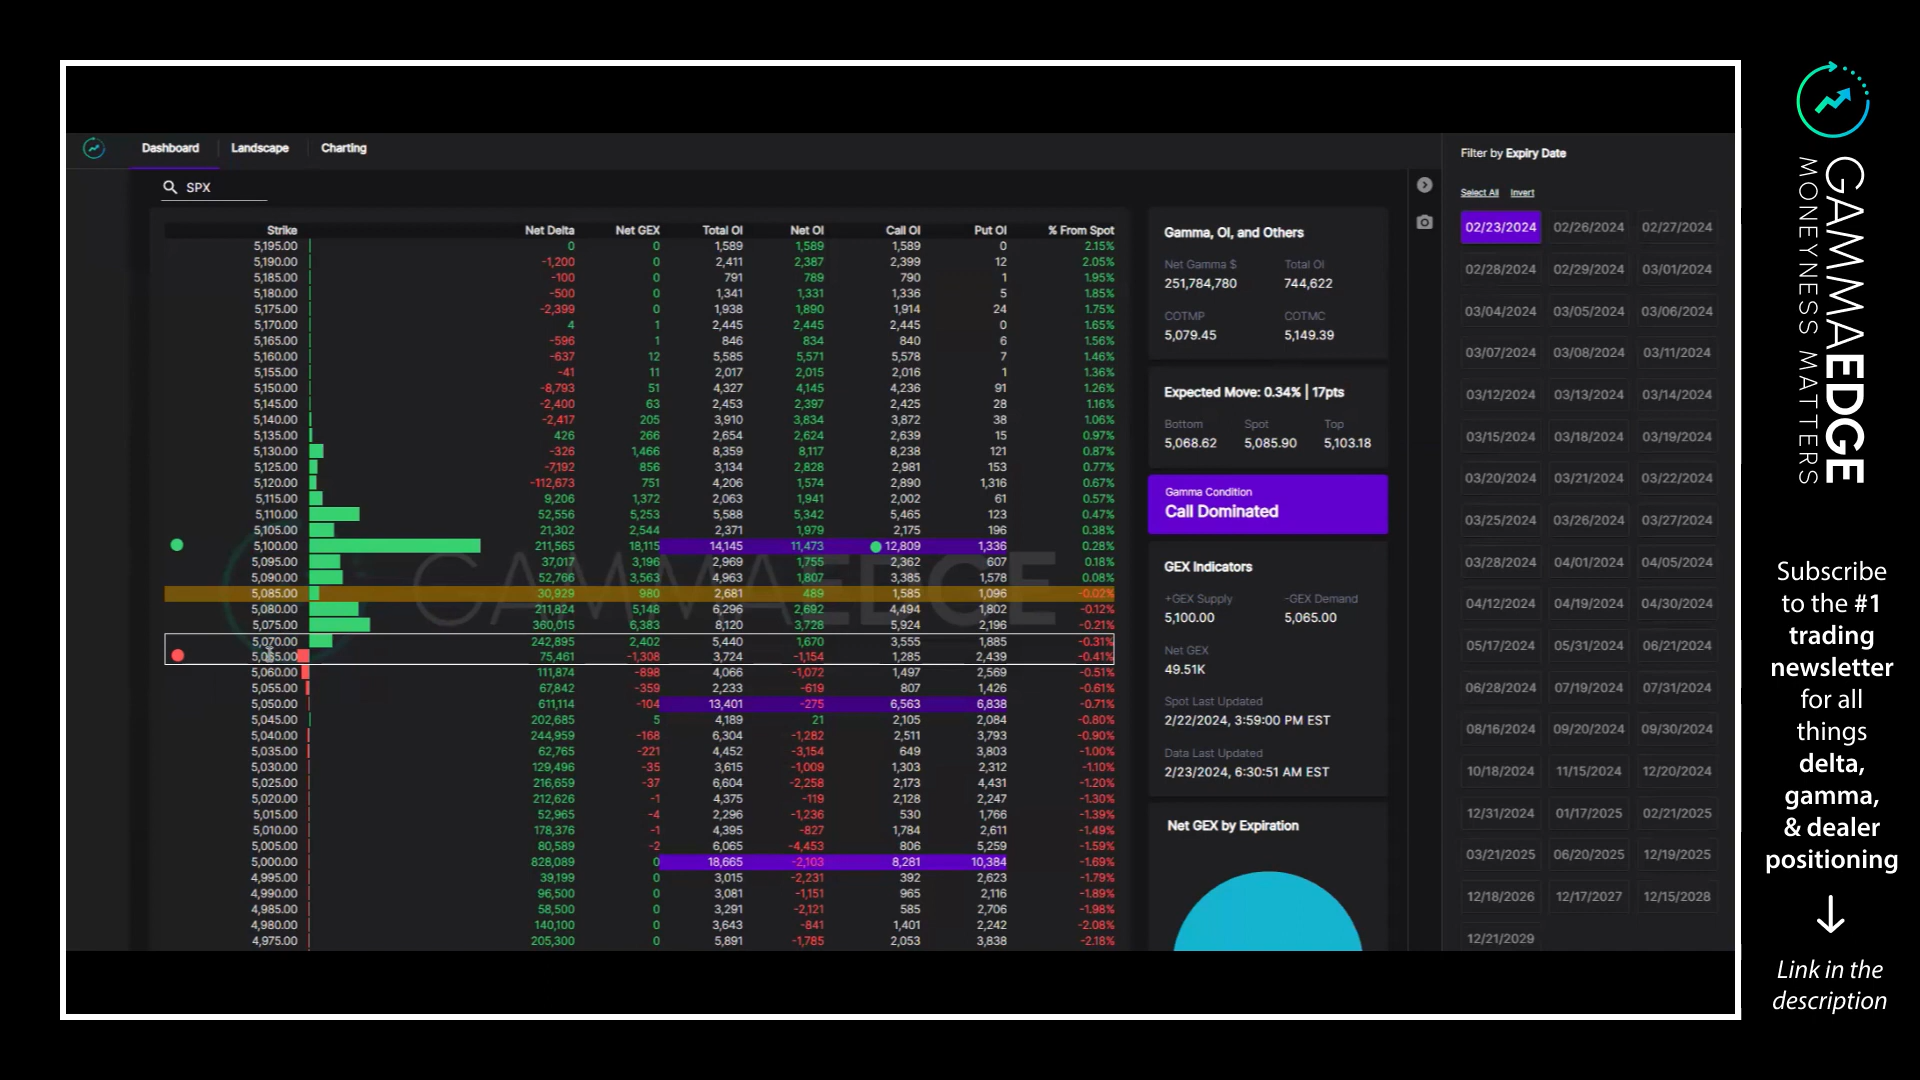 Dashboard
Landscape
Charting
SPX
Strike Net Delta Net GEX Total OI Net OI Call OI Put OI % From Spot
5,195.00 0 0 1,589 1,589 1,589 0 2.15%
5,190.00 -1,200 0 2,411 2,387 2,399 12 2.05%
5,185.00 -100 0 791 789 790 1 1.95%
5,180.00 -500 0 1,341 1,331 1,336 5 1.85%
5,175.00 -2,399 0 1,938 1,890 1,914 24 1.75%
5,170.00 4 1 2,445 2,445 2,445 0 1.65%
5,165.00 -596 1 846 834 840 6 1.56%
5,160.00 -637 12 5,585 5,571 5,578 7 1.46%
5,155.00 -41 11 2,017 2,015 2,016 1 1.36%
5,150.00 -8,793 51 4,327 4,145 4,236 91 1.26%
5,145.00 -2,400 63 2,453 2,397 2,425 28 1.16%
5,140.00 -2,417 205 3,910 3,834 3,872 38 1.06%
5,135.00 426 266 2,654 2,624 2,639 15 0.97%
5,130.00 -326 1,466 8,359 8,117 8,238 121 0.87%
5,125.00 -7,192 856 3,134 2,828 2,981 153 0.77%
5,120.00 -112,673 751 4,206 1,574 2,890 1,316 0.67%
5,115.00 9,206 1,372 2,063 1,941 2,002 61 0.57%
5,110.00 52,556 5,253 5,588 5,342 5,465 123 0.47%
5,105.00 21,302 2,544 2,371 1,979 2,175 196 0.38%
5,100.00 211,565 18,115 14,145 11,473 12,809 1,336 0.28%
5,095.00 37,017 3,196 2,969 1,755 2,362 607 0.18%
5,090.00 52,766 3,563 4,963 1,807 3,385 1,578 0.08%
5,085.00 30,929 980 2,681 489 1,585 1,096 -0.02%
5,080.00 211,824 5,148 6,296 2,692 4,494 1,802 -0.12%
5,075.00 360,015 6,383 8,120 3,728 5,924 2,196 -0.21%
5,070.00 242,895 2,402 5,440 1,670 3,555 1,885 -0.31%
5,065.00 75,461 -1,308 3,724 -1,154 1,285 2,439 -0.41%
5,060.00 111,874 -898 4,066 -1,072 1,497 2,569 -0.51%
5,055.00 67,842 -359 2,233 -619 807 1,426 -0.61%
5,050.00 611,114 -104 13,401 -275 6,563 6,838 -0.71%
5,045.00 202,685 5 4,189 21 2,105 2,084 -0.80%
5,040.00 244,959 -168 6,304 -1,282 2,511 3,793 -0.90%
5,035.00 62,765 -221 4,452 -3,154 649 3,803 -1.00%
5,030.00 129,496 -35 3,615 -1,009 1,303 2,312 -1.10%
5,025.00 216,659 -37 6,604 -2,258 2,173 4,431 -1.20%
5,020.00 212,626 -1 4,375 -119 2,128 2,247 -1.30%
5,015.00 52,965 -4 2,296 -1,236 530 1,766 -1.39%
5,010.00 178,376 -1 4,395 -827 1,784 2,611 -1.49%
5,005.00 80,589 -2 6,065 -4,453 806 5,259 -1.59%
5,000.00 828,089 0 18,665 -2,103 8,281 10,384 -1.69%
4,995.00 39,199 0 3,015 -2,231 392 2,623 -1.79%
4,990.00 96,500 0 3,081 -1,151 965 2,116 -1.89%
4,985.00 58,500 0 3,291 -2,121 585 2,706 -1.98%
4,980.00 140,100 0 3,643 -841 1,401 2,242 -2.08%
4,975.00 205,300 0 5,891 -1,785 2,053 3,838 -2.18%
GAMMAEDGE
Gamma, OI, and Others
Net Gamma $ Total OI
251,784,780 744,622
COTMP COTMC
5,079.45 5,149.39
Expected Move: 0.34% | 17pts
Bottom Spot Top
5,068.62 5,085.90 5,103.18
Gamma Condition
Call Dominated
GEX Indicators
+GEX Supply -GEX Demand
5,100.00 5,065.00
Net GEX
49.51K
Spot Last Updated
2/22/2024, 3:59:00 PM EST
Data Last Updated
2/23/2024, 6:30:51 AM EST
Net GEX by Expiration
Filter by Expiry Date
Select All Invert
02/23/2024 02/26/2024 02/27/2024
02/28/2024 02/29/2024 03/01/2024
03/04/2024 03/05/2024 03/06/2024
03/07/2024 03/08/2024 03/11/2024
03/12/2024 03/13/2024 03/14/2024
03/15/2024 03/18/2024 03/19/2024
03/20/2024 03/21/2024 03/22/2024
03/25/2024 03/26/2024 03/27/2024
03/28/2024 04/01/2024 04/05/2024
04/12/2024 04/19/2024 04/30/2024
05/17/2024 05/31/2024 06/21/2024
06/28/2024 07/19/2024 07/31/2024
08/16/2024 09/20/2024 09/30/2024
10/18/2024 11/15/2024 12/20/2024
12/31/2024 01/17/2025 02/21/2025
03/21/2025 06/20/2025 12/19/2025
12/18/2026 12/17/2027 12/15/2028
12/21/2029
GAMMAEDGE
MONEYNESS MATTERS
Subscribe
to the #1
trading
newsletter
for all
things
delta,
gamma,
& dealer
positioning
Link in the
description